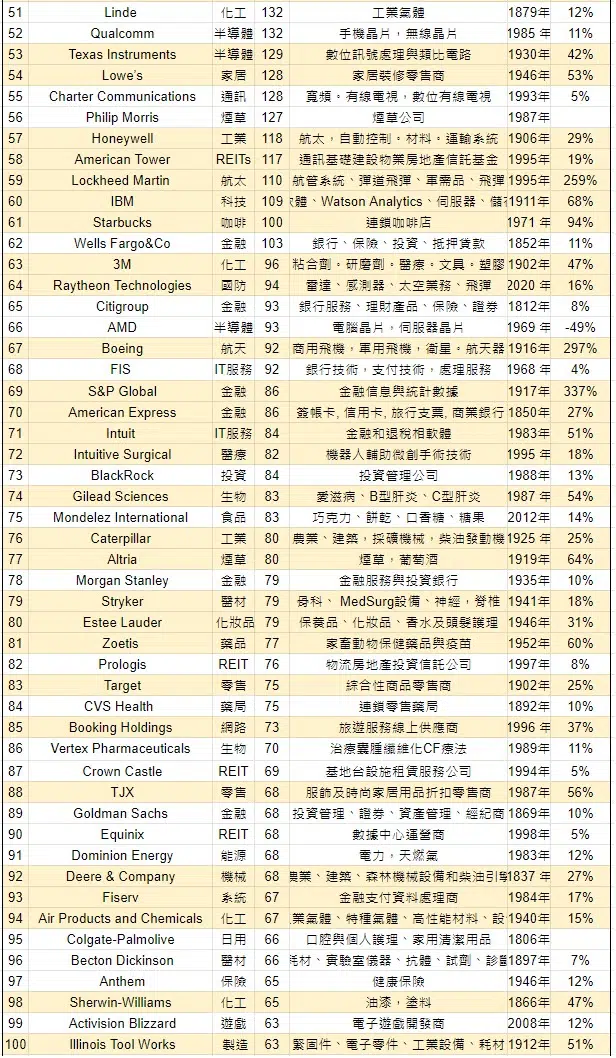 51 Linde 化工 132 工業氣體 1879年 12%
52 Qualcomm 半導體 132 手機晶片，無線晶片 1985 年 11%
53 Texas Instruments 半導體 129 數位訊號處理與類比電路 1930年 42%
54 Lowe's 家居 128 家居裝修零售商 1946年 53%
55 Charter Communications 通訊 128 寬頻。有線電視，數位有線電視 1993年 5%
56 Philip Morris 煙草 127 煙草公司 1987年
57 Honeywell 工業 118 航太，自動控制。材料。運輸系統 1906年 29%
58 American Tower REITs 117 通訊基礎建設物業房地產信託基金 1995年 19%
59 Lockheed Martin 航太 110 航管系統、彈道飛彈、軍需品、飛彈 1995年 259%
60 IBM 科技 109 體、Watson Analytics、伺服器、儲 1911年 68%
61 Starbucks 咖啡 100 連鎖咖啡店 1971 年 94%
62 Wells Fargo&Co 金融 103 銀行、保險、投資、抵押貸款 1852年 11%
63 3M 化工 96 粘合劑。研磨劑。醫療。文具。塑膠 1902年 47%
64 Raytheon Technologies 國防 94 雷達、感測器、太空業務、飛彈 2020 年 16%
65 Citigroup 金融 93 銀行服務、理財產品、保險、證券 1812年 8%
66 AMD 半導體 93 電腦晶片，伺服器晶片 1969 年 -49%
67 Boeing 航天 92 商用飛機，軍用飛機，衛星。航天器 1916年 297%
68 FIS IT服務 92 銀行技術，支付技術，處理服務 1968 年 4%
69 S&P Global 金融 86 金融信息與統計數據 1917年 337%
70 American Express 金融 86 簽帳卡, 信用卡, 旅行支票, 商業銀行 1850年 27%
71 Intuit IT服務 84 金融和退稅相軟體 1983年 51%
72 Intuitive Surgical 醫療 82 機器人輔助微創手術技術 1995 年 18%
73 BlackRock 投資 84 投資管理公司 1988年 13%
74 Gilead Sciences 生物 83 愛滋病、B型肝炎、C型肝炎 1987 年 54%
75 Mondelez International 食品 83 巧克力、餅乾、口香糖、糖果 2012年 14%
76 Caterpillar 工業 80 農業、建築，採礦機械，柴油發動機 1925 年 25%
77 Altria 煙草 80 煙草，葡萄酒 1919年 64%
78 Morgan Stanley 金融 79 金融服務與投資銀行 1935年 10%
79 Stryker 醫材 79 骨科、 MedSurg設備、神經，脊椎 1941年 18%
80 Estee Lauder 化妝品 79 保養品、化妝品、香水及頭髮護理 1946年 31%
81 Zoetis 藥品 77 家畜動物保健藥品與疫苗 1952年 60%
82 Prologis REIT 76 物流房地產投資信託公司 1997年 8%
83 Target 零售 75 綜合性商品零售商 1902年 25%
84 CVS Health 藥局 75 連鎖零售藥局 1892年 10%
85 Booking Holdings 網路 73 旅遊服務線上供應商 1996 年 37%
86 Vertex Pharmaceuticals 生物 70 治療囊腫纖維化CF療法 1989年 11%
87 Crown Castle REIT 69 基地台設施租賃服務公司 1994年 5%
88 TJX 零售 68 服飾及時尚家居用品折扣零售商 1987年 56%
89 Goldman Sachs 金融 68 投資管理、證券、資產管理、經紀商 1869年 10%
90 Equinix REIT 68 數據中心運營商 1998年 5%
91 Dominion Energy 能源 68 電力，天燃氣 1983年 12%
92 Deere & Company 機械 68 農業、建築、森林機械設備和柴油引擎 1837 年 27%
93 Fiserv 系統 67 金融支付資料處理商 1984年 17%
94 Air Products and Chemicals 化工 67 業氣體、特種氣體、高性能材料、設 1940年 15%
95 Colgate-Palmolive 日用 66 口腔與個人護理、家用清潔用品 1806年
96 Becton Dickinson 醫材 66 耗材、實驗室儀器、抗體、試劑、診 1897年 7%
97 Anthem 保險 65 健康保險 1946年 12%
98 Sherwin-Williams 化工 65 油漆，塗料 1866年 47%
99 Activision Blizzard 遊戲 63 電子遊戲開發商 2008年 12%
100 Illinois Tool Works 製造 63 緊固件、電子零件、工業設備、耗材 1912年 51%